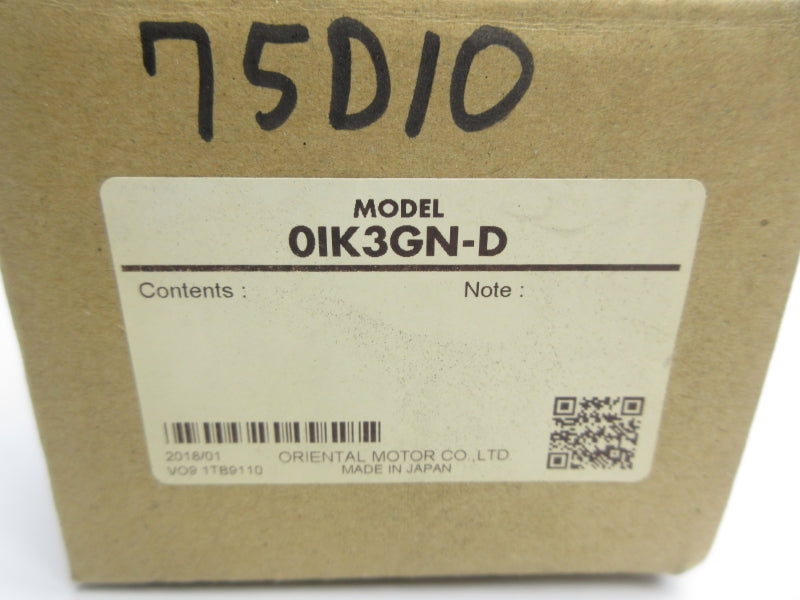 75D10
MODEL
0IK3GN-D
Contents :
Note :
2018/01
ORIENTAL MOTOR CO.,LTD.
VO9 1TB9110
MADE IN JAPAN